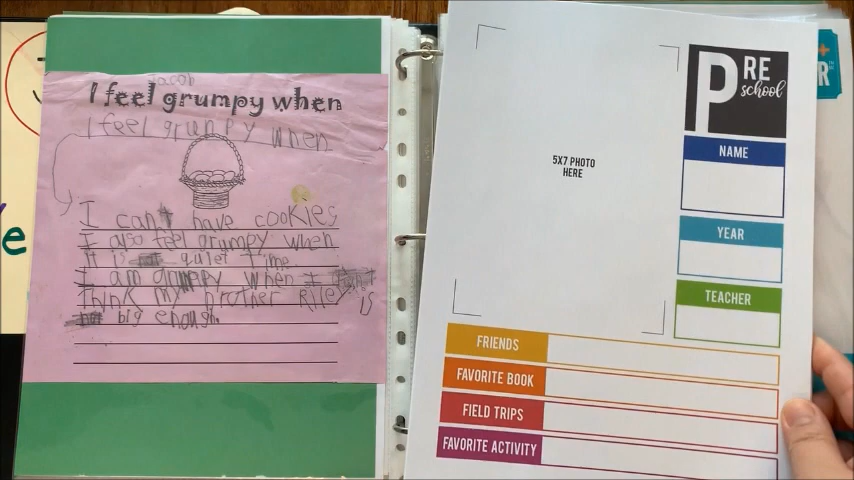 Jacob
I feel grumpy when
I feel grumpy when
I can't have cookies
I also feel grumpy when
It is quiet time
I am grumpy when I
Think my brother Riley is
big enough.
PRE
school
5X7 PHOTO
HERE
NAME
YEAR
TEACHER
FRIENDS
FAVORITE BOOK
FIELD TRIPS
FAVORITE ACTIVITY
e
R